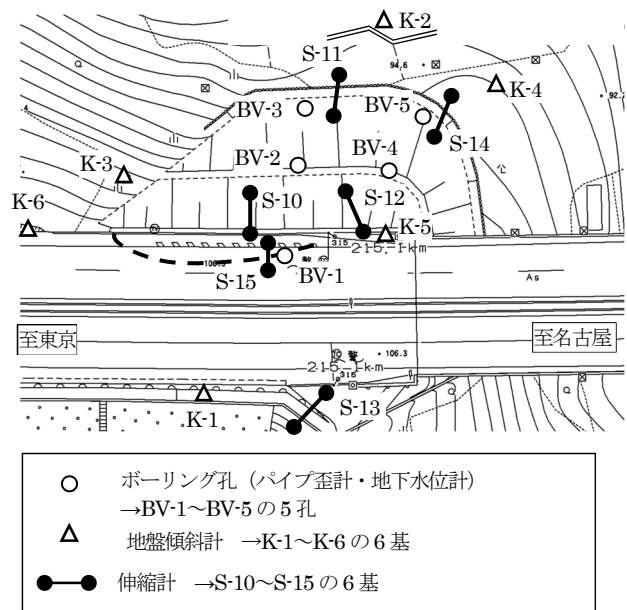 K-2
S-11
94.6
K-4
92.2
BV-3
BV-5
S-14
BV-2
BV-4
K-3
K-6
S-10
S-12
K-5
315
215.1km
BV-1
S-15
As
至東京
至名古屋
106.3
215.1km
315
S-13
K-1
ボーリング孔（パイプ歪計・地下水位計）
→BV-1～BV-5の5孔
地盤傾斜計 →K-1～K-6の6基
伸縮計 →S-10～S-15の6基